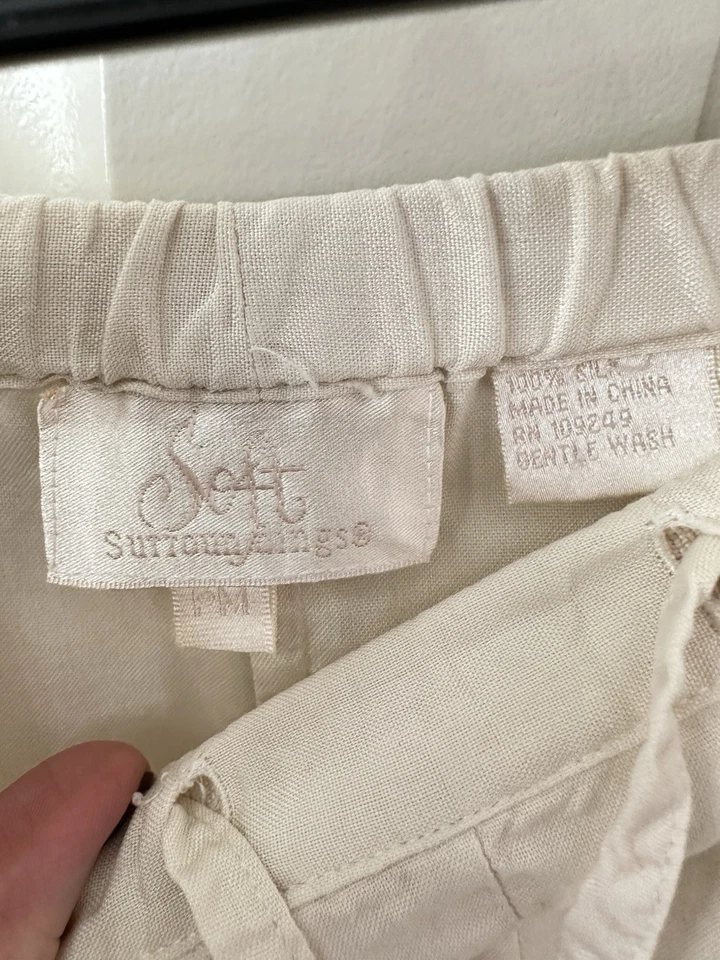 Soft
Surroundings®
PM
100% SILK
MADE IN CHINA
RN 109249
GENTLE WASH